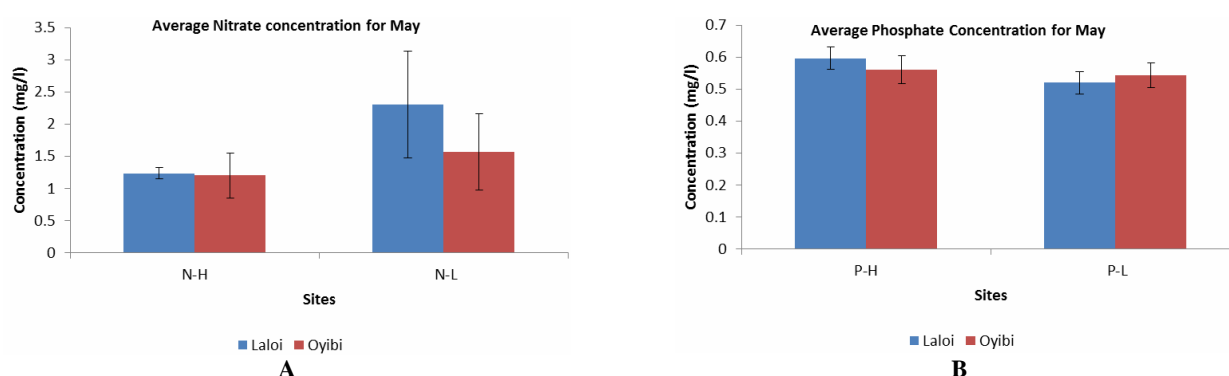 Average Nitrate concentration for May
Concentration (mg/l)
3.5
3
2.5
2
1.5
1
0.5
0
N-H
N-L
Sites
Laloi
Oyibi
A
Average Phosphate Concentration for May
Concentration (mg/l)
0.7
0.6
0.5
0.4
0.3
0.2
0.1
0
P-H
P-L
Sites
Laloi
Oyibi
B